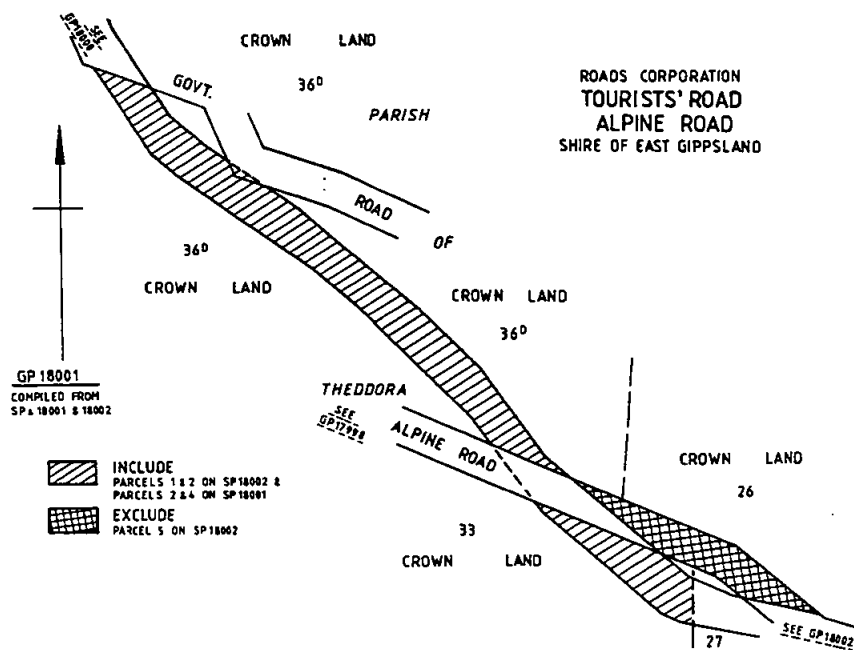 SEE
GP18000
CROWN LAND
36D
GOVT.
PARISH
ROADS CORPORATION
TOURISTS' ROAD
ALPINE ROAD
SHIRE OF EAST GIPPSLAND
ROAD
OF
36D
CROWN LAND
CROWN LAND
36D
GP 18001
COMPILED FROM
SPs 18001 & 18002
THEDDORA
SEE
GP17998
ALPINE ROAD
CROWN LAND
26
INCLUDE
PARCELS 1 & 2 ON SP18002 &
PARCELS 2 & 4 ON SP18001
EXCLUDE
PARCEL 5 ON SP18002
33
CROWN LAND
SEE GP18002
27